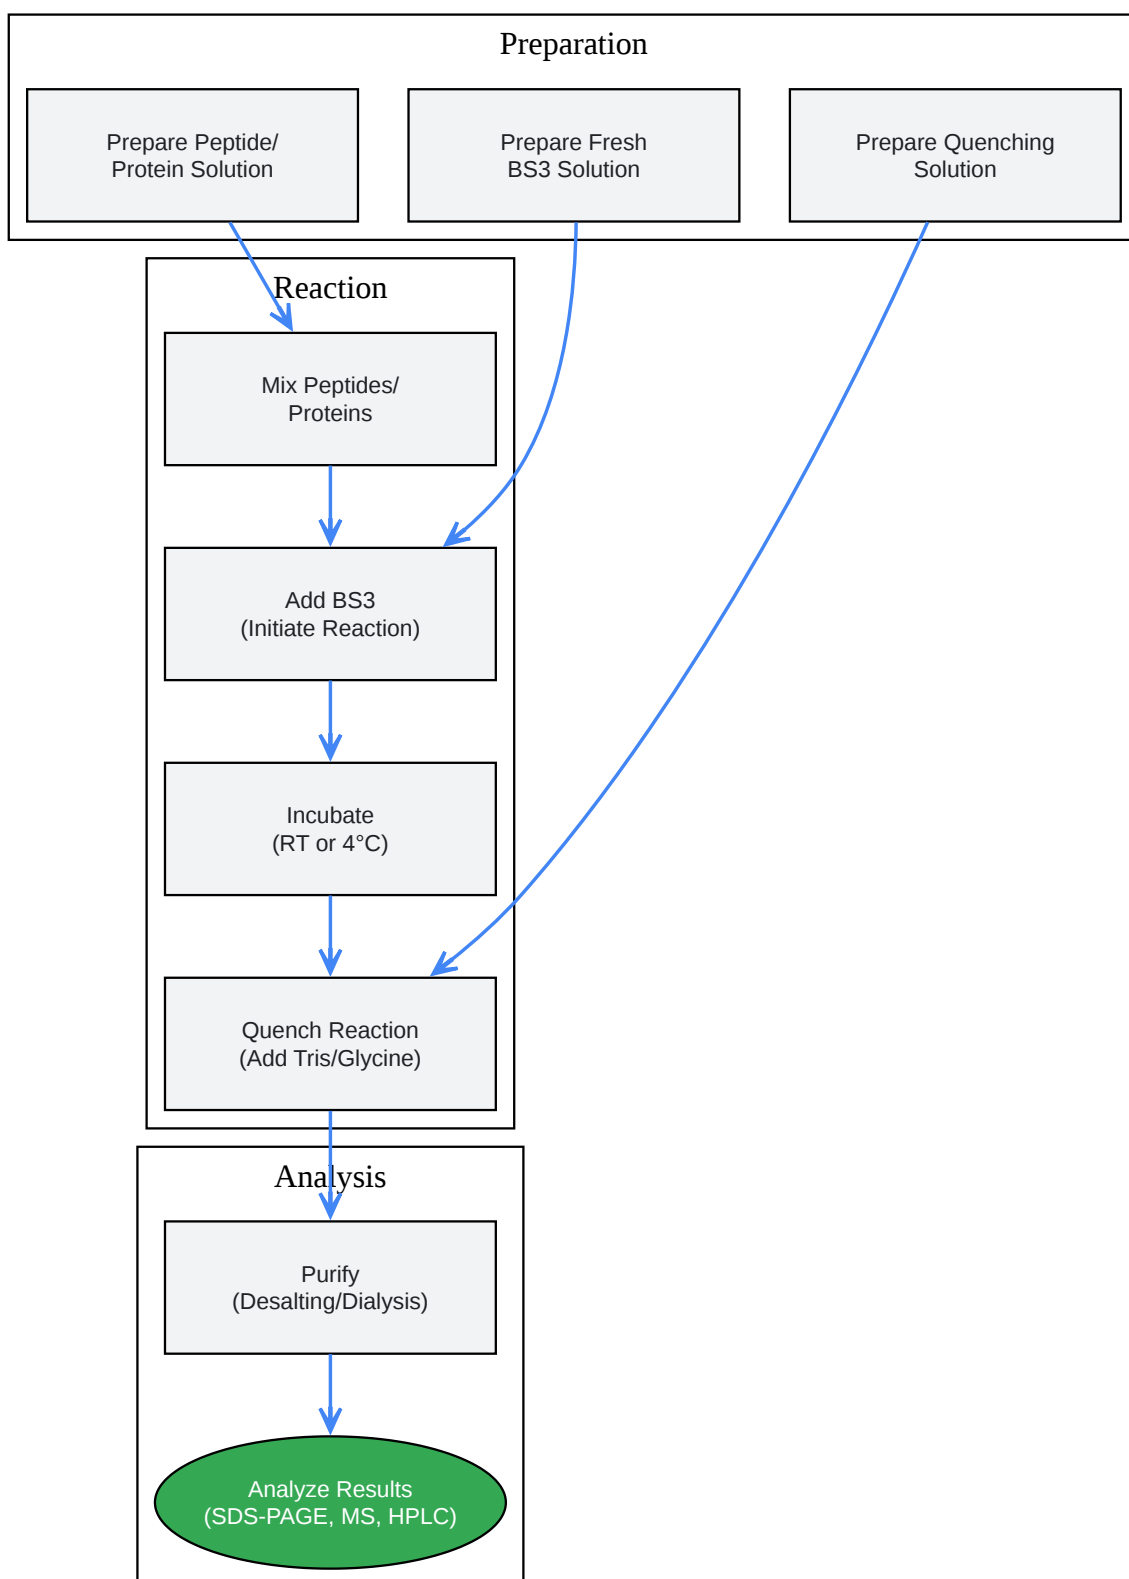 Preparation
Prepare Peptide/
Protein Solution
Prepare Fresh
BS3 Solution
Prepare Quenching
Solution
Reaction
Mix Peptides/
Proteins
Add BS3
(Initiate Reaction)
Incubate
(RT or 4°C)
Quench Reaction
(Add Tris/Glycine)
Analysis
Purify
(Desalting/Dialysis)
Analyze Results
(SDS-PAGE, MS, HPLC)